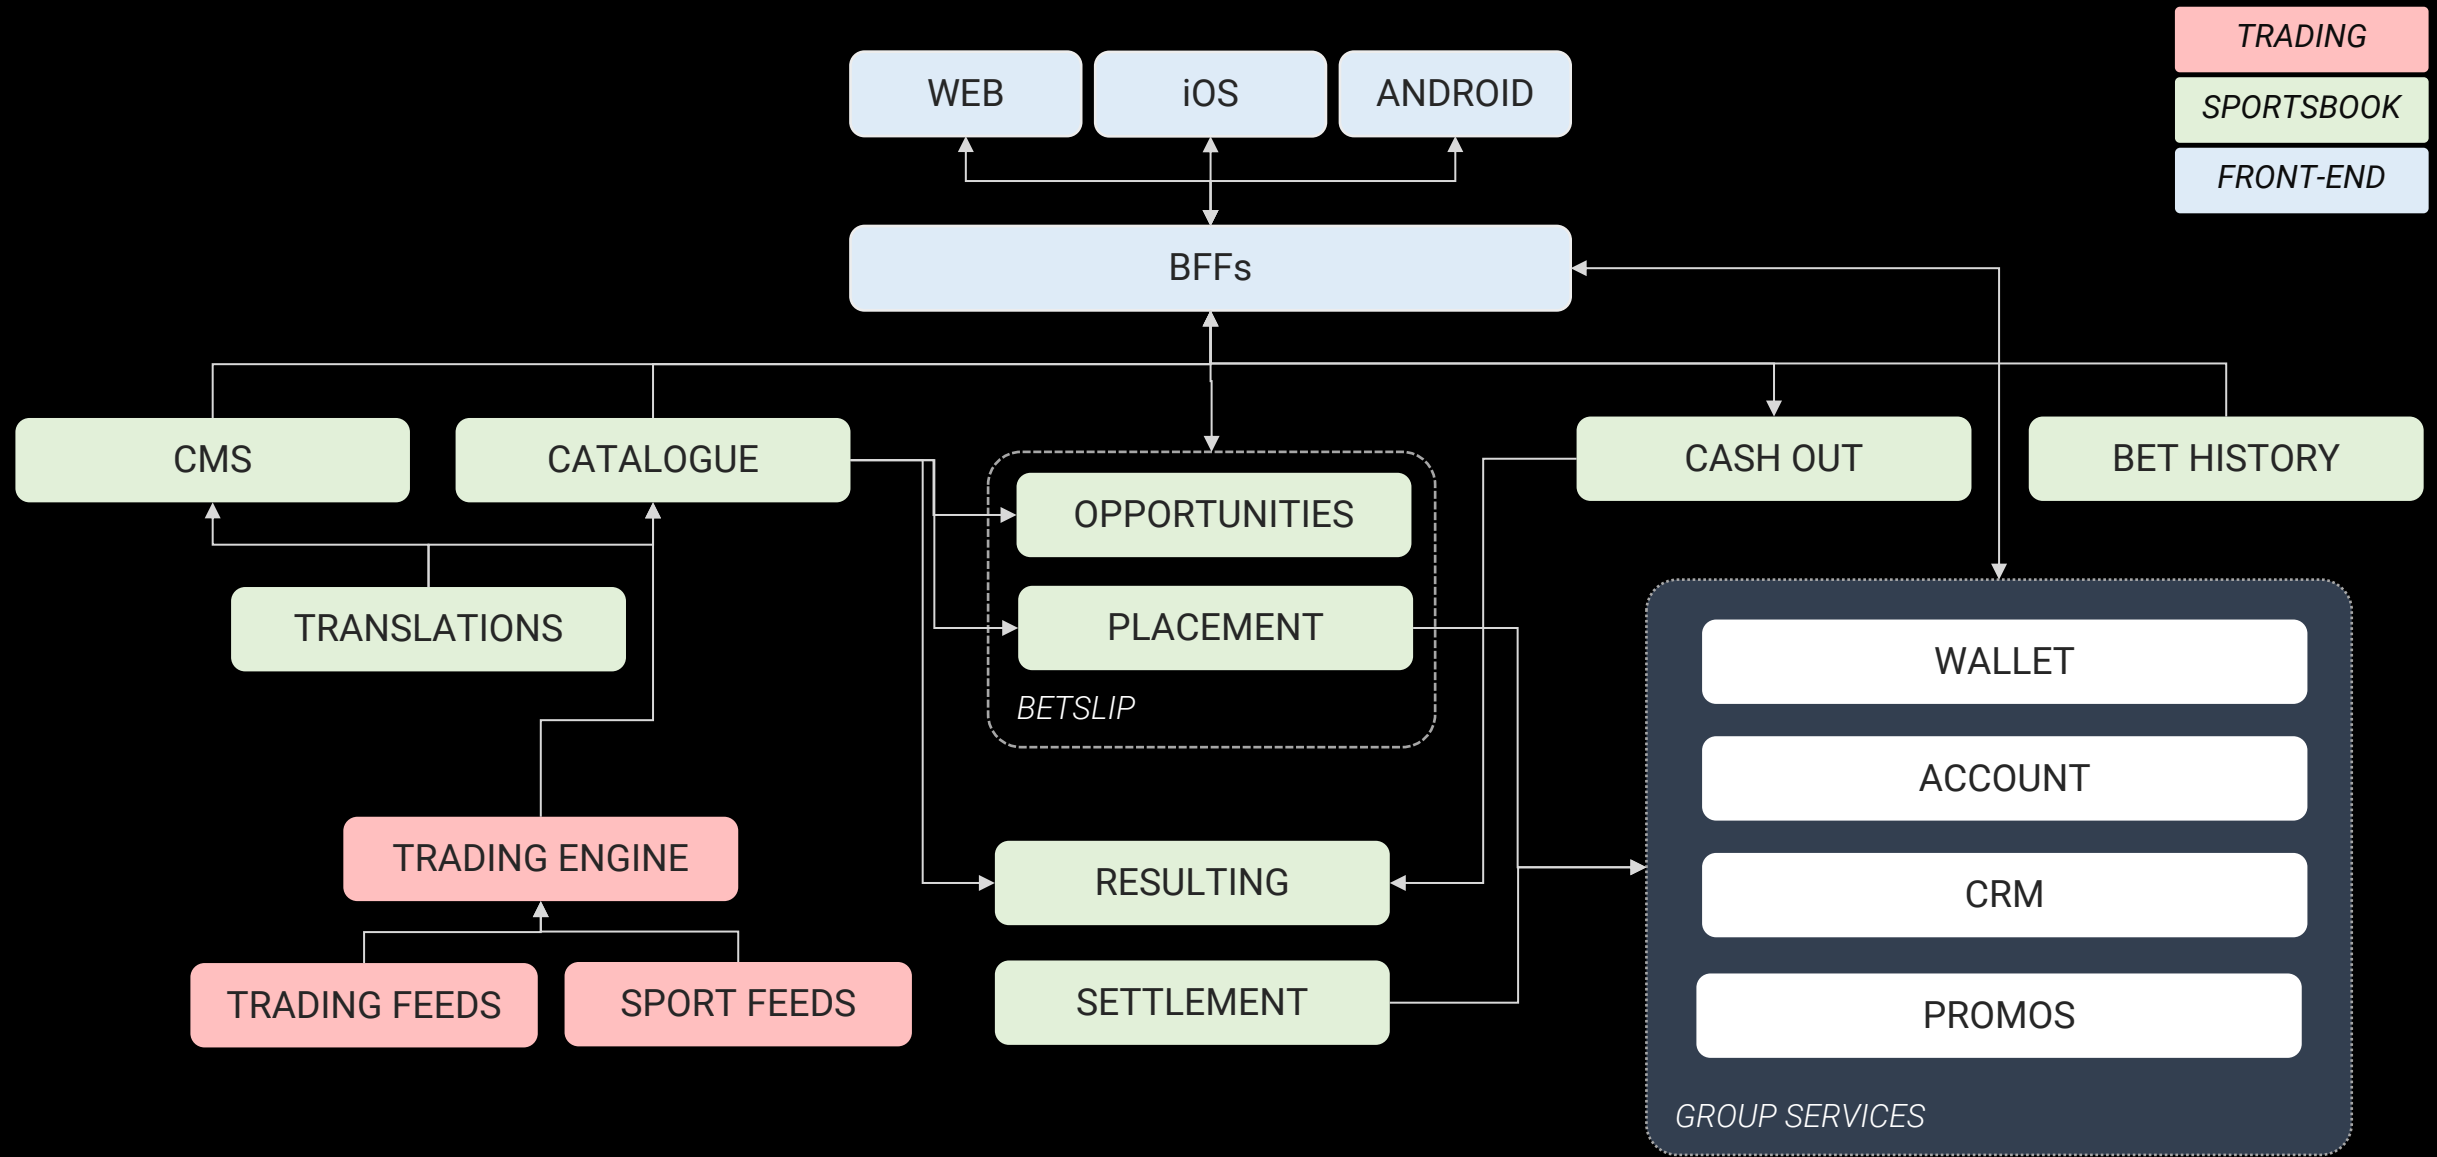 TRADING
SPORTSBOOK
FRONT-END
WEB
iOS
ANDROID
BFFs
CMS
CATALOGUE
OPPORTUNITIES
PLACEMENT
BETSLIP
CASH OUT
BET HISTORY
TRANSLATIONS
TRADING ENGINE
TRADING FEEDS
SPORT FEEDS
RESULTING
SETTLEMENT
WALLET
ACCOUNT
CRM
PROMOS
GROUP SERVICES